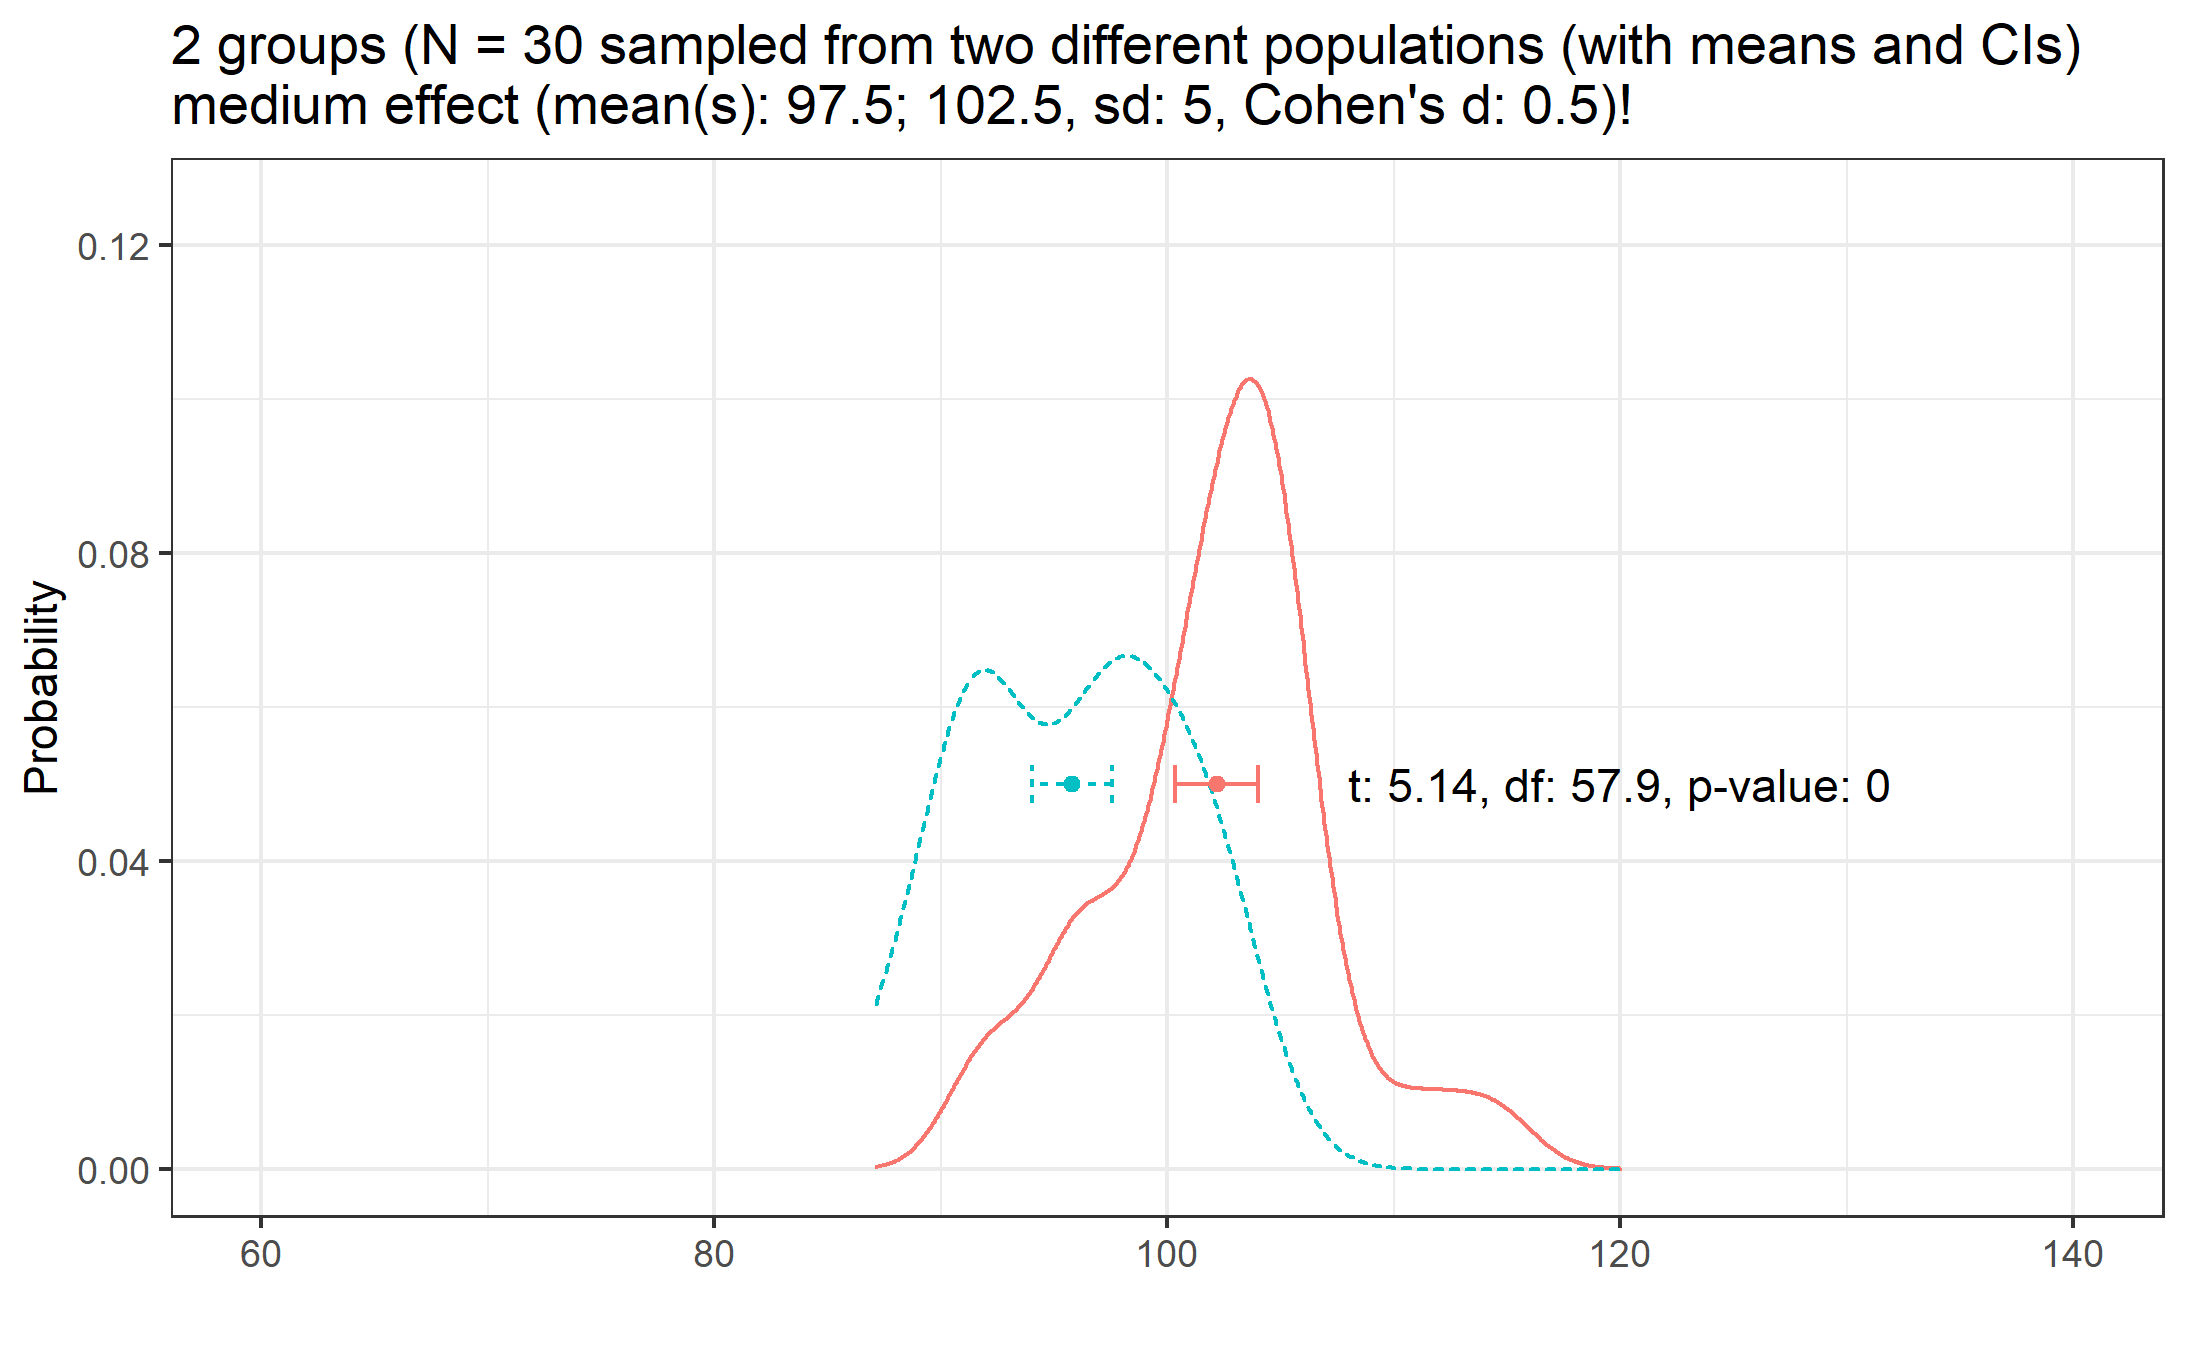 2 groups (N = 30 sampled from two different populations (with means and CIs)
medium effect (mean(s): 97.5; 102.5, sd: 5, Cohen's d: 0.5)!
0.12
0.08
0.04
0.00
Probability
t: 5.14, df: 57.9, p-value: 0
60
80
100
120
140